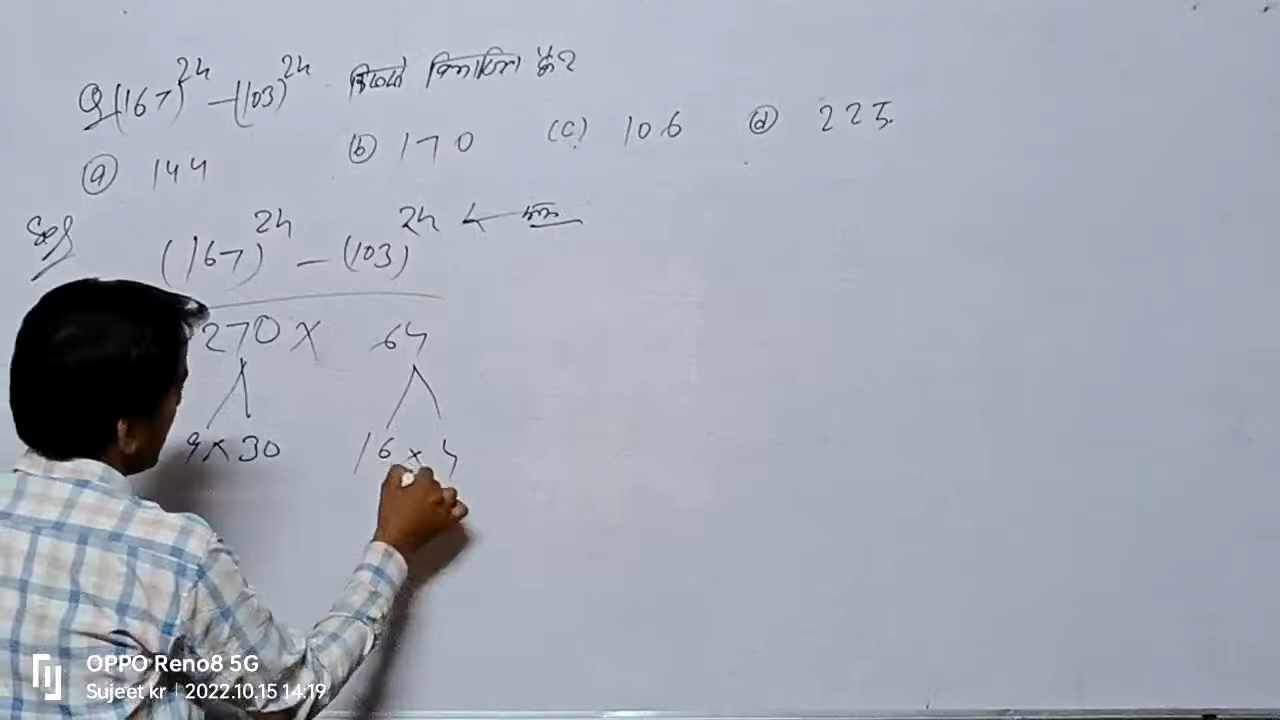 Q (167)^24 - (103)^24 किससे विभाजित है?
(a) 144 (b) 170 (c) 106 (d) 225.
Sol
(167)^24 - (103)^24 ←
270 × 64
9 × 30 16 × 4
OPPO Reno8 5G
Sujeet kr | 2022.10.15 14:19